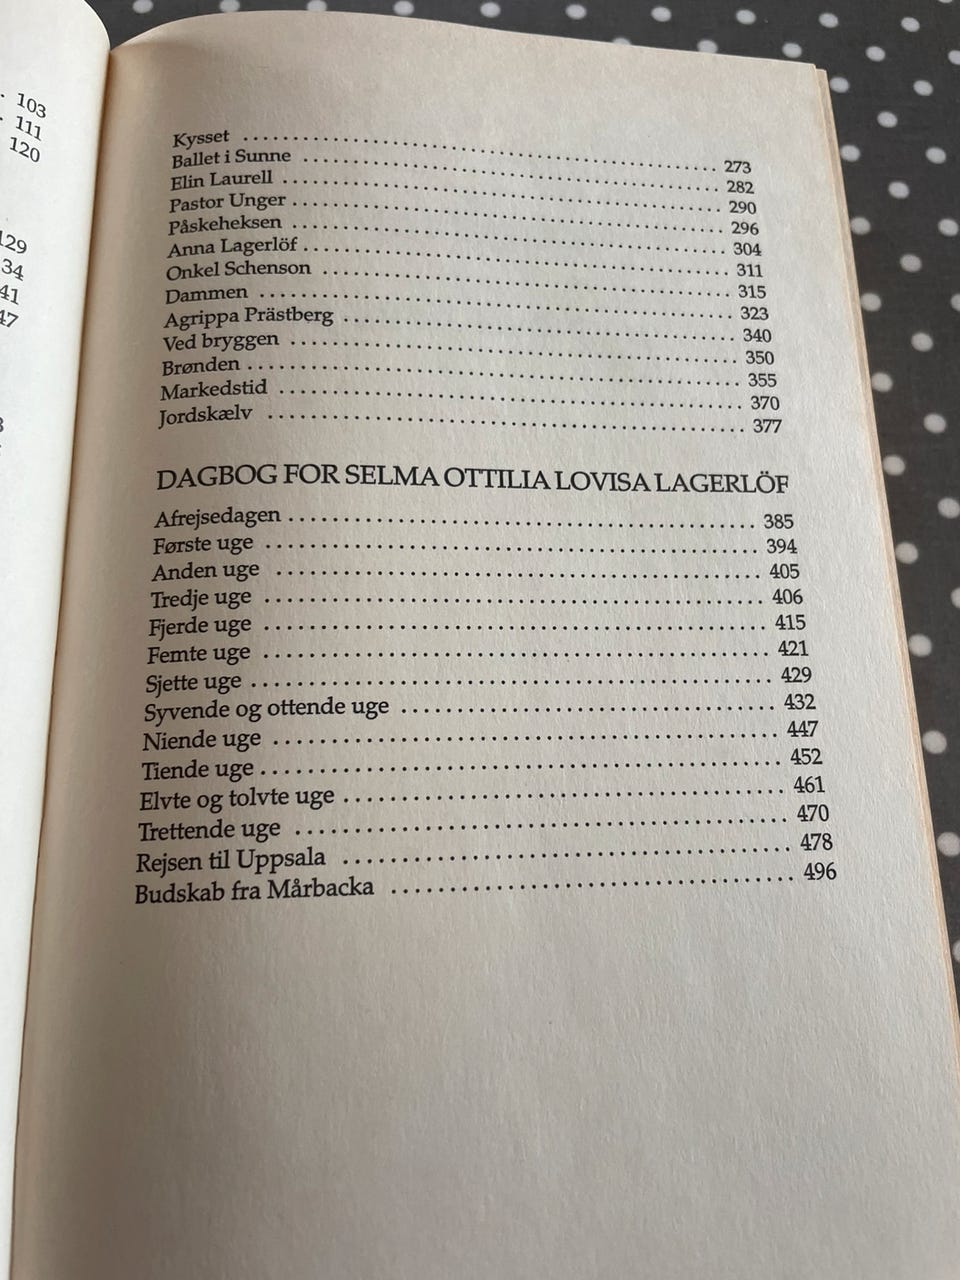 103
111
120
129
34
41
47
Kysset ........ 273
Ballet i Sunne ........ 282
Elin Laurell ........ 290
Pastor Unger ........ 296
Påskeheksen ........ 304
Anna Lagerlöf ........ 311
Onkel Schenson ........ 315
Dammen ........ 323
Agrippa Prästberg ........ 340
Ved bryggen ........ 350
Brønden ........ 355
Markedstid ........ 370
Jordskælv ........ 377
DAGBOG FOR SELMA OTTILIA LOVISA LAGERLÖF
Afrejsedagen ........ 385
Første uge ........ 394
Anden uge ........ 405
Tredje uge ........ 406
Fjerde uge ........ 415
Femte uge ........ 421
Sjette uge ........ 429
Syvende og ottende uge ........ 432
Niende uge ........ 447
Tiende uge ........ 452
Elvte og tolvte uge ........ 461
Trettende uge ........ 470
Rejsen til Uppsala ........ 478
Budskab fra Mårbacka ........ 496